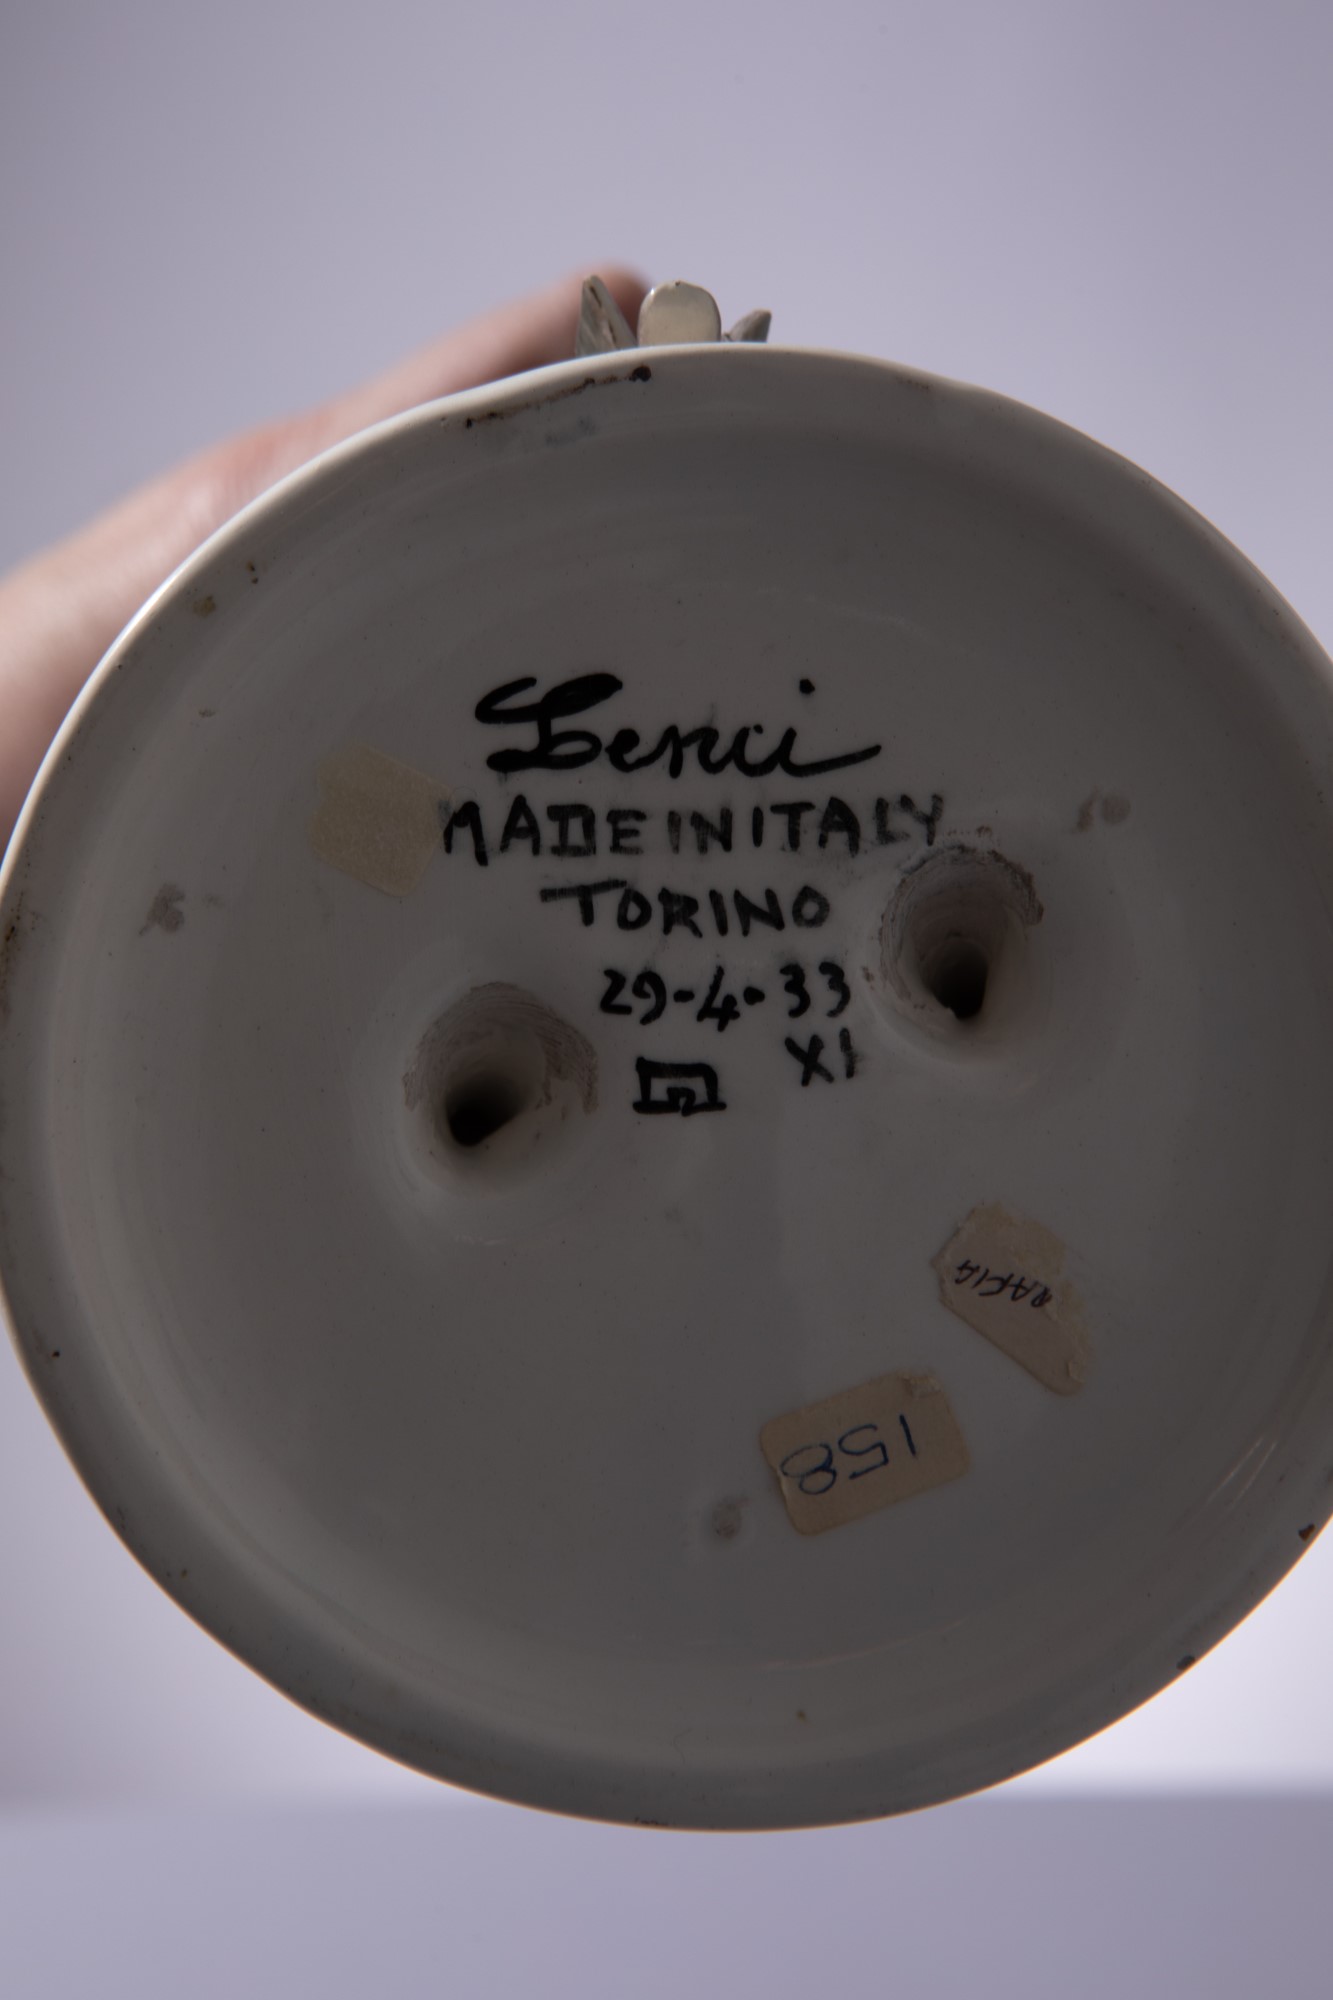 Lenci
MADE IN ITALY
TORINO
29-4-33
XI
RAFIA
158